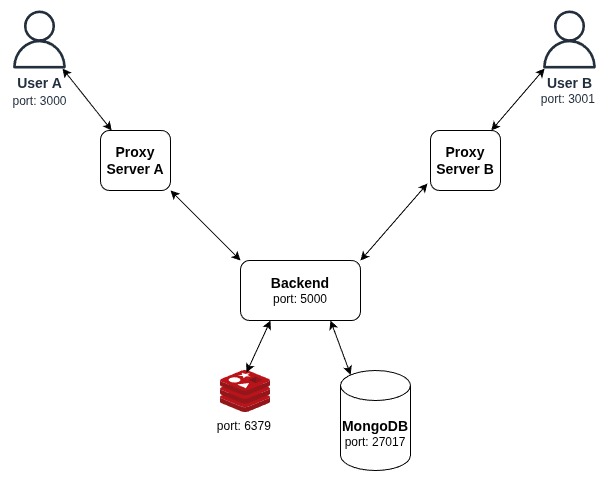 User A
port: 3000
User B
port: 3001
Proxy
Server A
Proxy
Server B
Backend
port: 5000
port: 6379
MongoDB
port: 27017